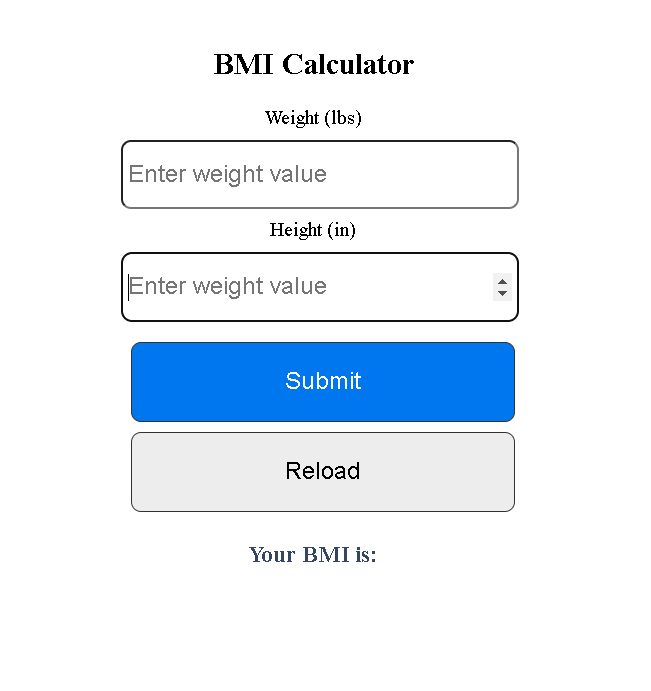 BMI Calculator
Weight (lbs)
Enter weight value
Height (in)
Enter weight value
Submit
Reload
Your BMI is: